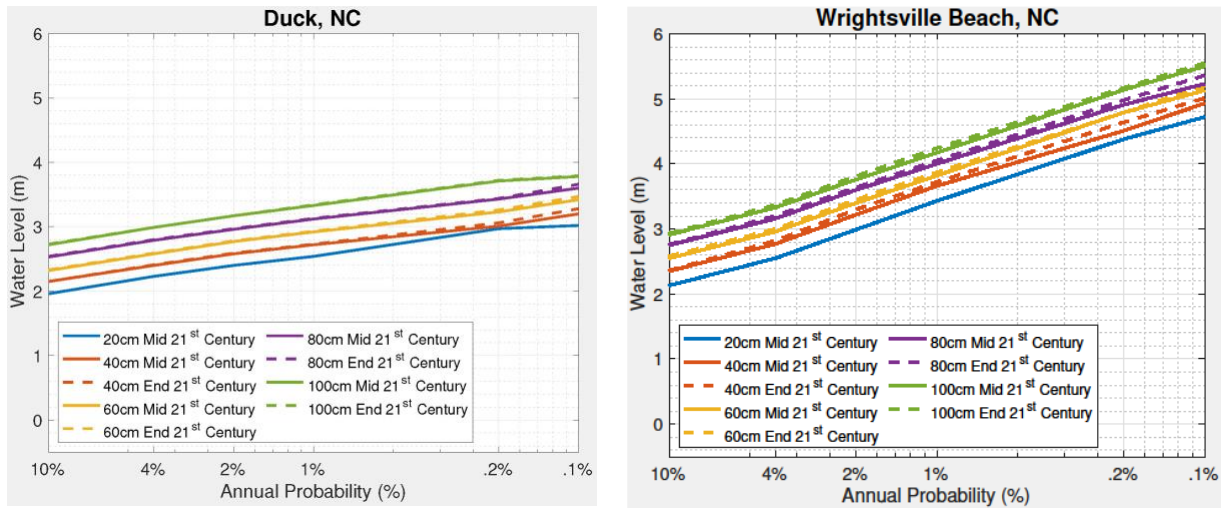 Duck, NC
6
5
4
3
2
1
0
Water Level (m)
20cm Mid 21st Century
40cm Mid 21st Century
40cm End 21st Century
60cm Mid 21st Century
60cm End 21st Century
80cm Mid 21st Century
80cm End 21st Century
100cm Mid 21st Century
100cm End 21st Century
10% 4% 2% 1% .2% .1%
Annual Probability (%)
Wrightsville Beach, NC
6
5
4
3
2
1
0
Water Level (m)
20cm Mid 21st Century
40cm Mid 21st Century
40cm End 21st Century
60cm Mid 21st Century
60cm End 21st Century
80cm Mid 21st Century
80cm End 21st Century
100cm Mid 21st Century
100cm End 21st Century
10% 4% 2% 1% .2% .1%
Annual Probability (%)